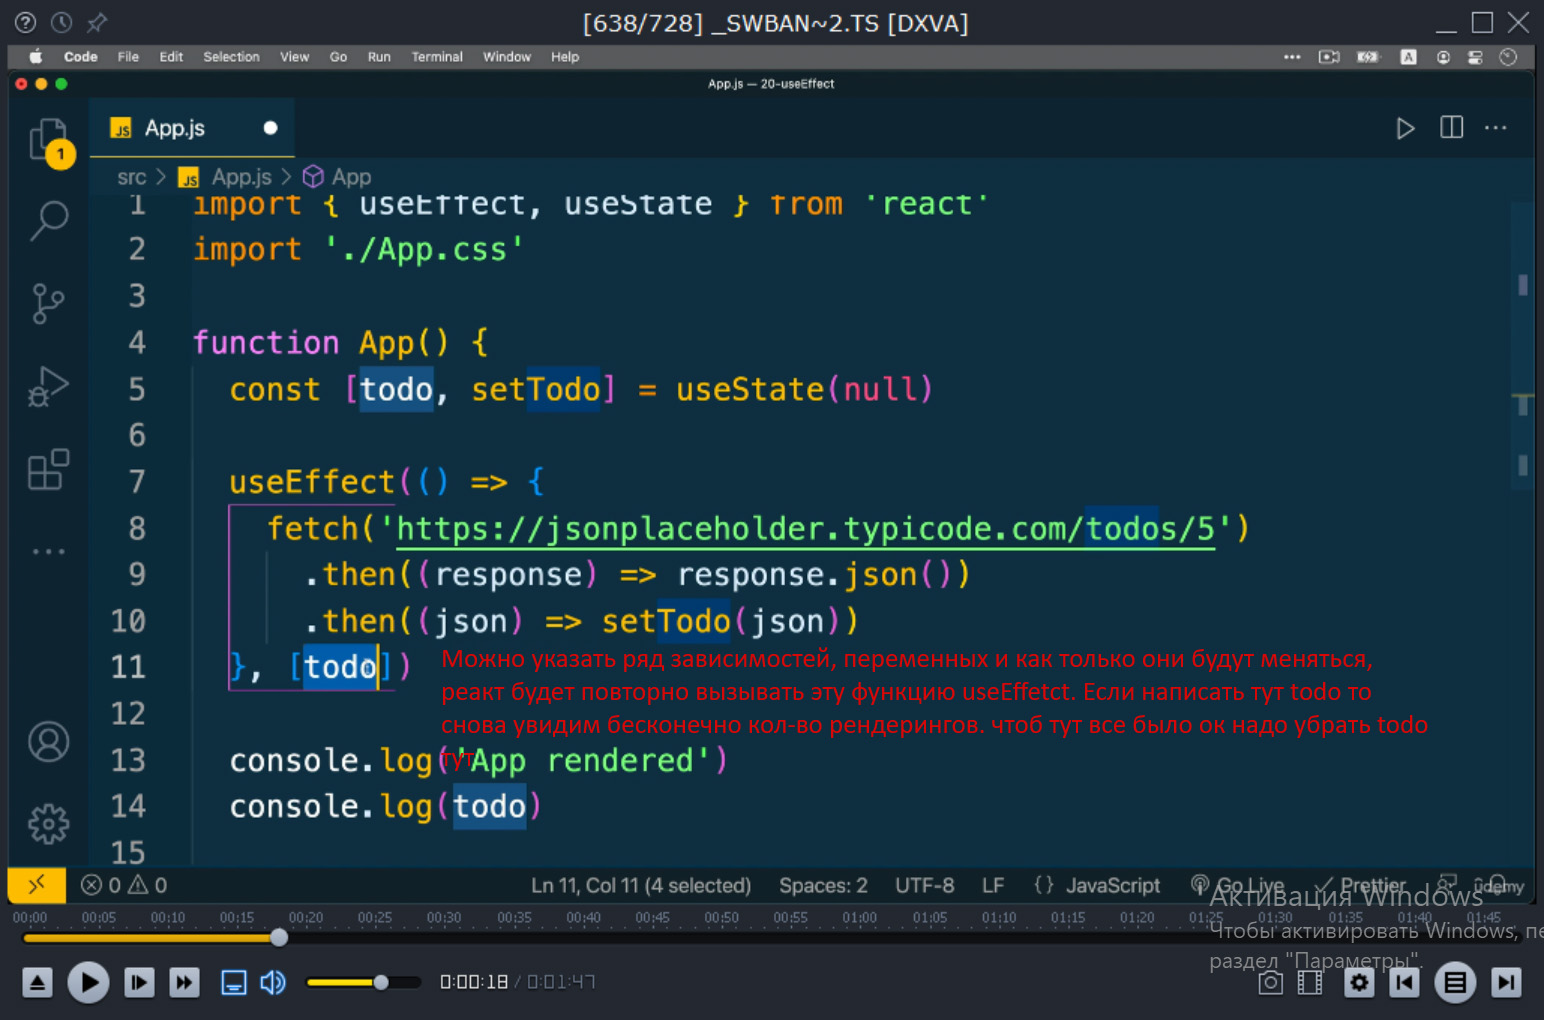 [638/728] _SWBAN~2.TS [DXVA]
Code File Edit Selection View Go Run Terminal Window Help
A
App.js — 20-useEffect
JS App.js
1
src > JS App.js > App
1 import { useEffect, useState } from 'react'
2 import './App.css'
3
4 function App() {
5 const [todo, setTodo] = useState(null)
6
7 useEffect(() => {
8 fetch('https://jsonplaceholder.typicode.com/todos/5')
9 .then((response) => response.json())
10 .then((json) => setTodo(json))
11 }, [todo])
Можно указать ряд зависимостей, переменных и как только они будут меняться,
реакт будет повторно вызывать эту функцию useEffetct. Если написать тут todo то
снова увидим бесконечно кол-во рендерингов. чтоб тут все было ок надо убрать todo
тут
12
13 console.log('App rendered')
14 console.log(todo)
15
0 0 Ln 11, Col 11 (4 selected) Spaces: 2 UTF-8 LF {} JavaScript Go Live Prettier
ûdemy
Активация Windows
Чтобы активировать Windows, пе
раздел "Параметры".
00:00 00:05 00:10 00:15 00:20 00:25 00:30 00:35 00:40 00:45 00:50 00:55 01:00 01:05 01:10 01:15 01:20 01:25 01:30 01:35 01:40 01:45
0:00:18 / 0:01:47